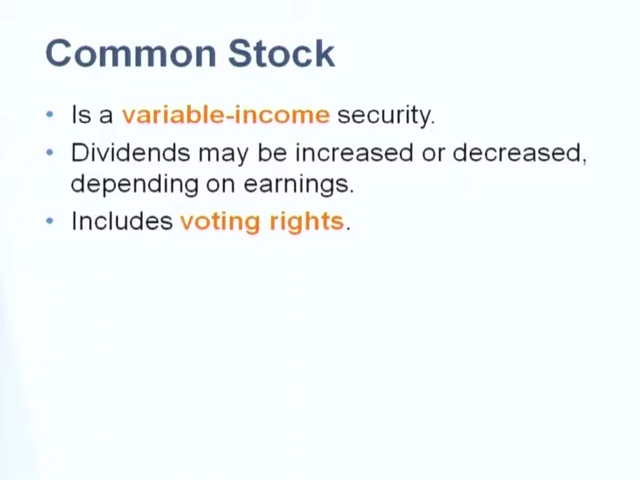 Common Stock
• Is a variable-income security.
• Dividends may be increased or decreased,
depending on earnings.
• Includes voting rights.